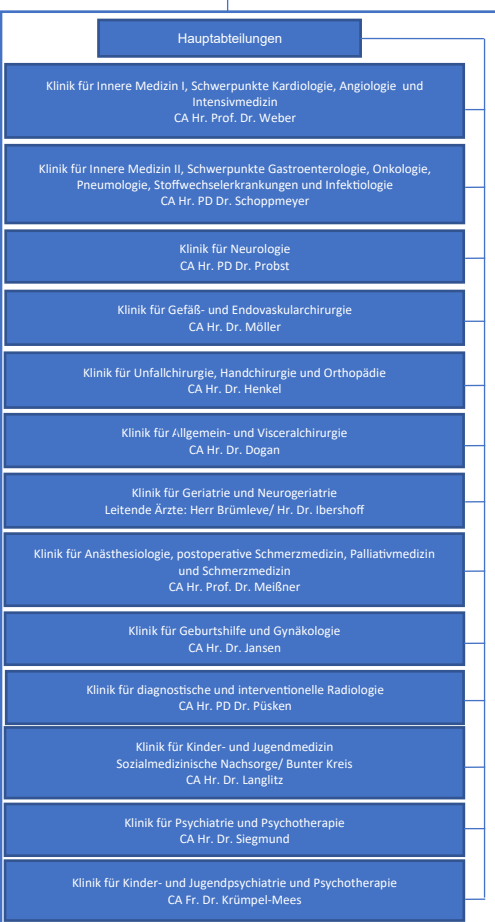 Hauptabteilungen
Klinik für Innere Medizin I, Schwerpunkte Kardiologie, Angiologie und
Intensivmedizin
CA Hr. Prof. Dr. Weber
Klinik für Innere Medizin II, Schwerpunkte Gastroenterologie, Onkologie,
Pneumologie, Stoffwechselerkrankungen und Infektiologie
CA Hr. PD Dr. Schoppmeyer
Klinik für Neurologie
CA Hr. PD Dr. Probst
Klinik für Gefäß- und Endovaskularchirurgie
CA Hr. Dr. Möller
Klinik für Unfallchirurgie, Handchirurgie und Orthopädie
CA Hr. Dr. Henkel
Klinik für Allgemein- und Visceralchirurgie
CA Hr. Dr. Dogan
Klinik für Geriatrie und Neurogeriatrie
Leitende Ärzte: Herr Brümleve/ Hr. Dr. Ibershoff
Klinik für Anästhesiologie, postoperative Schmerzmedizin, Palliativmedizin
und Schmerzmedizin
CA Hr. Prof. Dr. Meißner
Klinik für Geburtshilfe und Gynäkologie
CA Hr. Dr. Jansen
Klinik für diagnostische und interventionelle Radiologie
CA Hr. PD Dr. Püsken
Klinik für Kinder- und Jugendmedizin
Sozialmedizinische Nachsorge/ Bunter Kreis
CA Hr. Dr. Langlitz
Klinik für Psychiatrie und Psychotherapie
CA Hr. Dr. Siegmund
Klinik für Kinder- und Jugendpsychiatrie und Psychotherapie
CA Fr. Dr. Krümpel-Mees